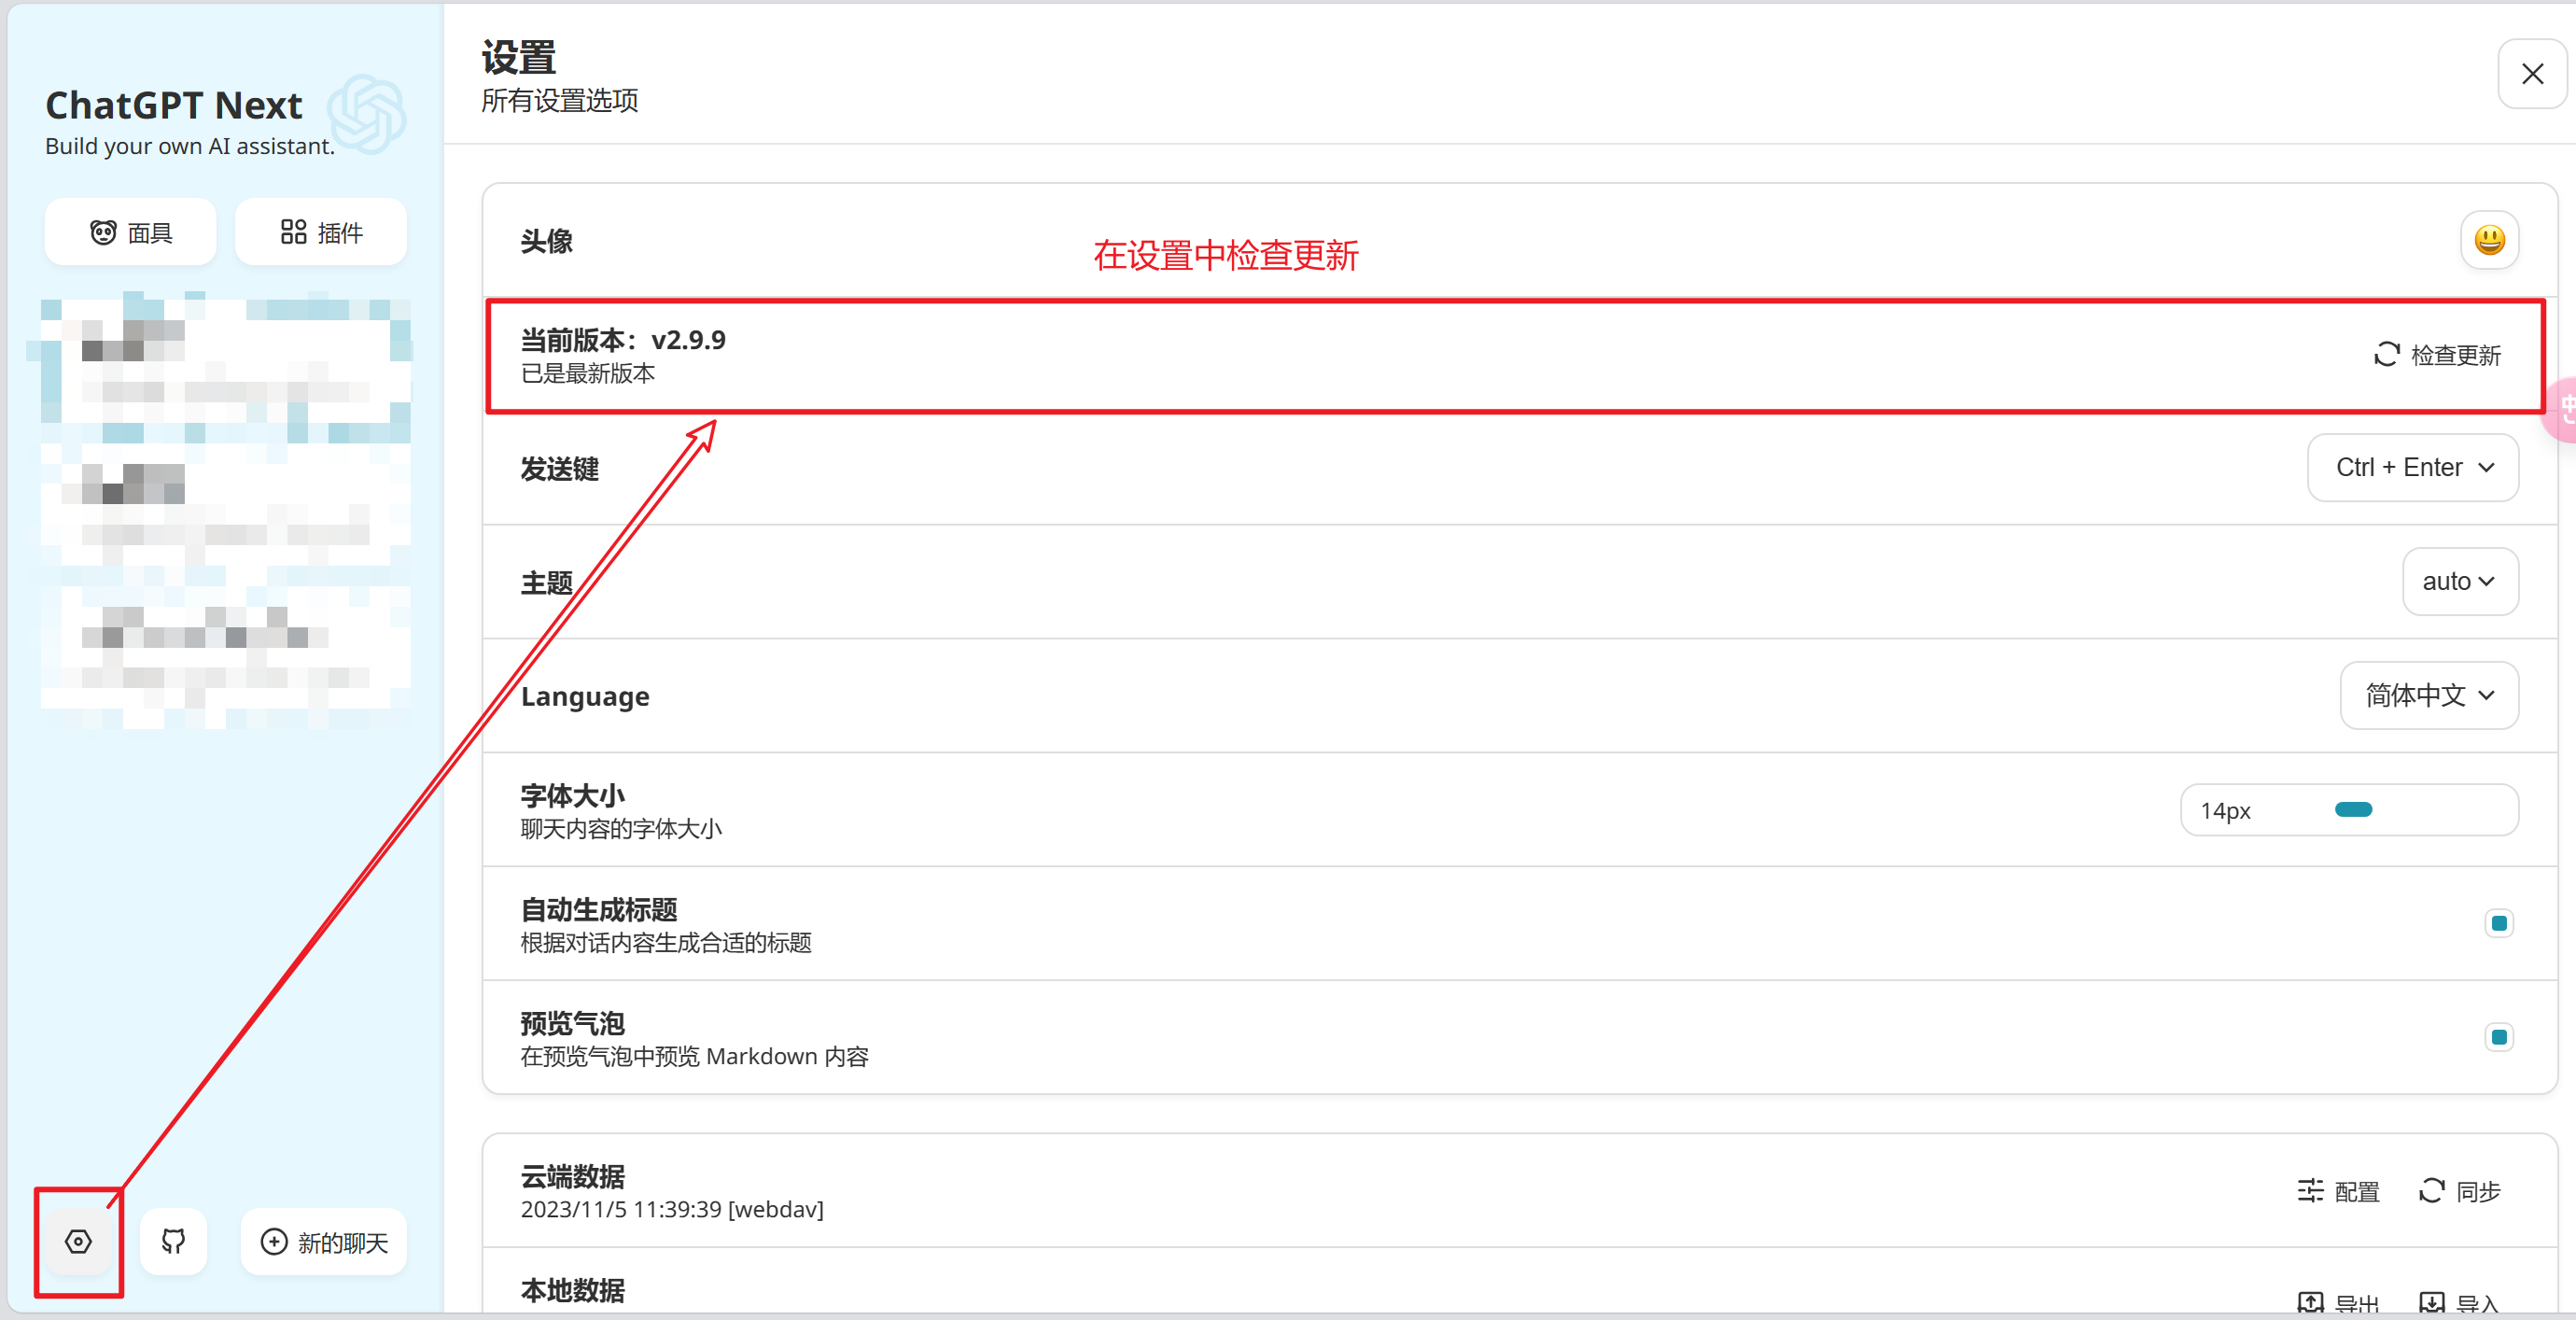 ChatGPT Next
Build your own AI assistant.
面具
插件
新的聊天
设置
所有设置选项
头像
在设置中检查更新
当前版本：v2.9.9
已是最新版本
检查更新
发送键
Ctrl + Enter
主题
auto
Language
简体中文
字体大小
聊天内容的字体大小
14px
自动生成标题
根据对话内容生成合适的标题
预览气泡
在预览气泡中预览 Markdown 内容
云端数据
2023/11/5 11:39:39 [webdav]
配置
同步
本地数据
导出
导入